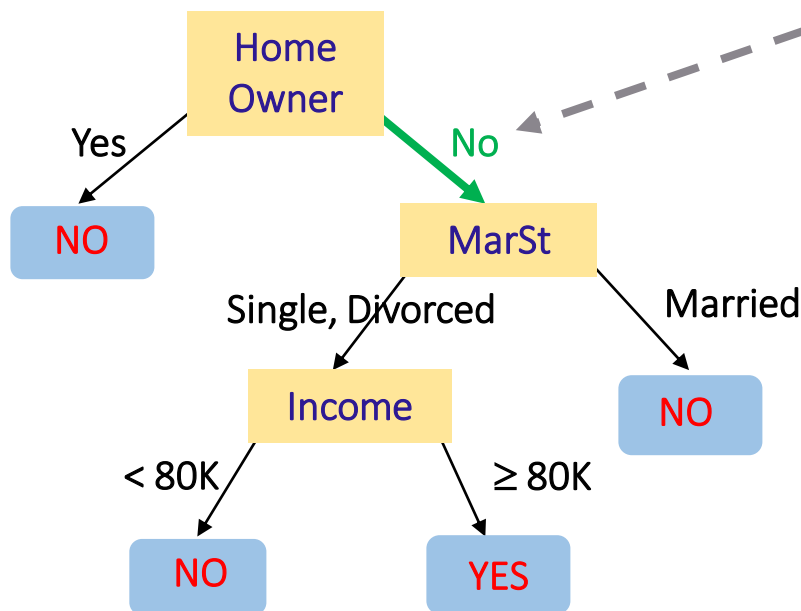 Home
Owner
Yes
No
NO
MarSt
Single, Divorced
Married
Income
NO
< 80K
≥ 80K
NO
YES